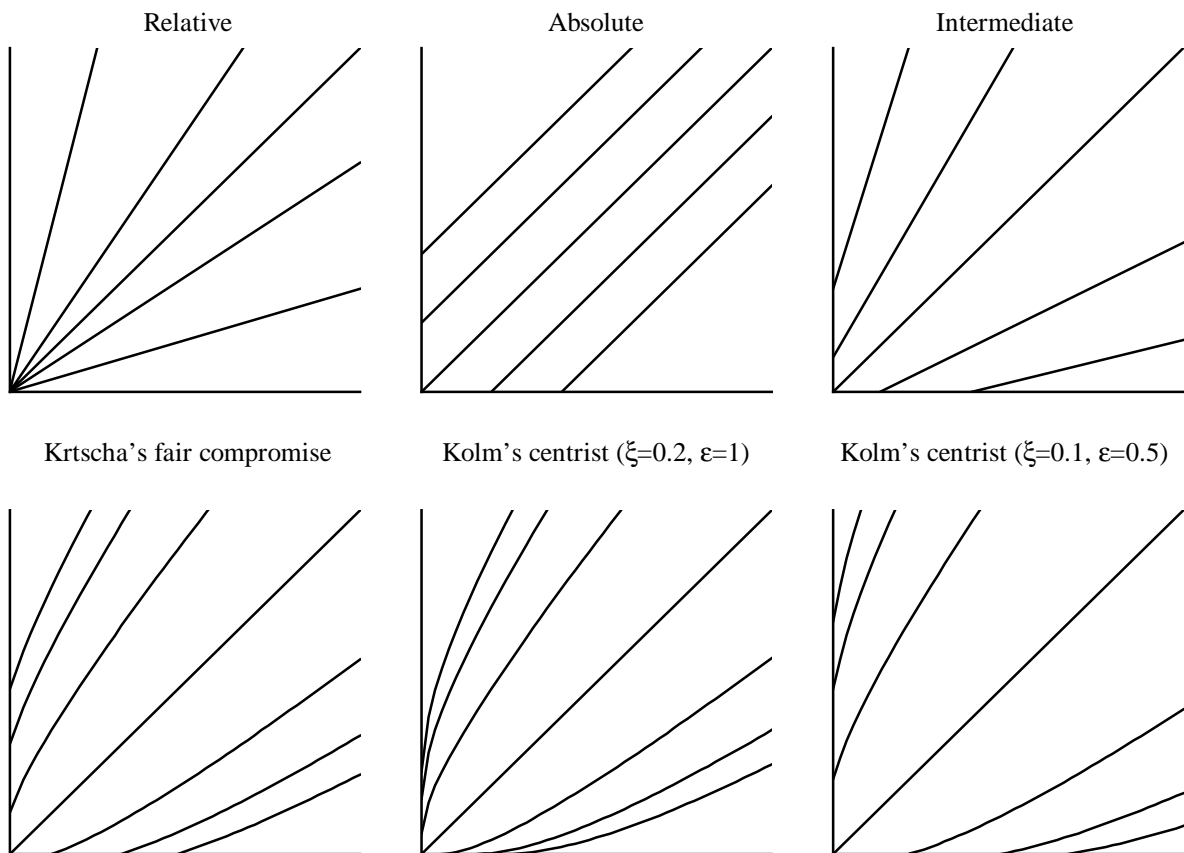 Relative
Absolute
Intermediate
Krtscha's fair compromise
Kolm's centrist (ξ=0.2, ε=1)
Kolm's centrist (ξ=0.1, ε=0.5)